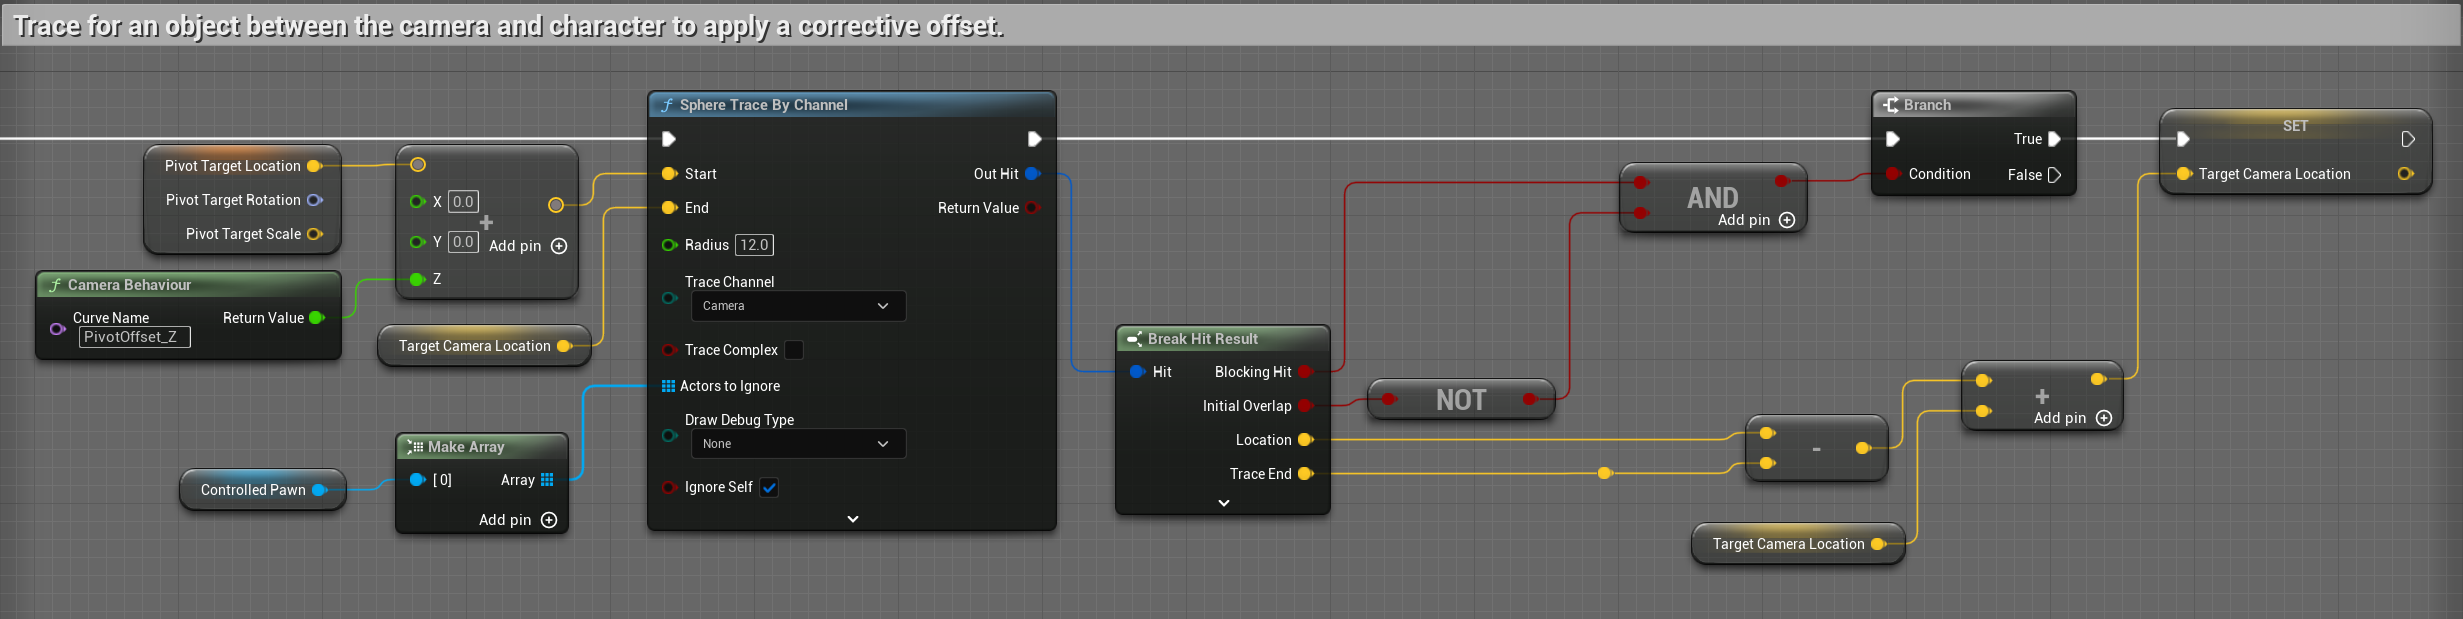 Trace for an object between the camera and character to apply a corrective offset.
Pivot Target Location
Pivot Target Rotation
Pivot Target Scale
X 0.0
Y 0.0
Add pin
Z
f Camera Behaviour
Curve Name
PivotOffset_Z
Return Value
Target Camera Location
Controlled Pawn
Make Array
[0]
Array
Add pin
f Sphere Trace By Channel
Start
Out Hit
End
Return Value
Radius 12.0
Trace Channel
Camera
Trace Complex
Actors to Ignore
Draw Debug Type
None
Ignore Self
Break Hit Result
Hit
Blocking Hit
Initial Overlap
Location
Trace End
NOT
AND
Add pin
Branch
True
Condition
False
-
Target Camera Location
+
Add pin
SET
Target Camera Location